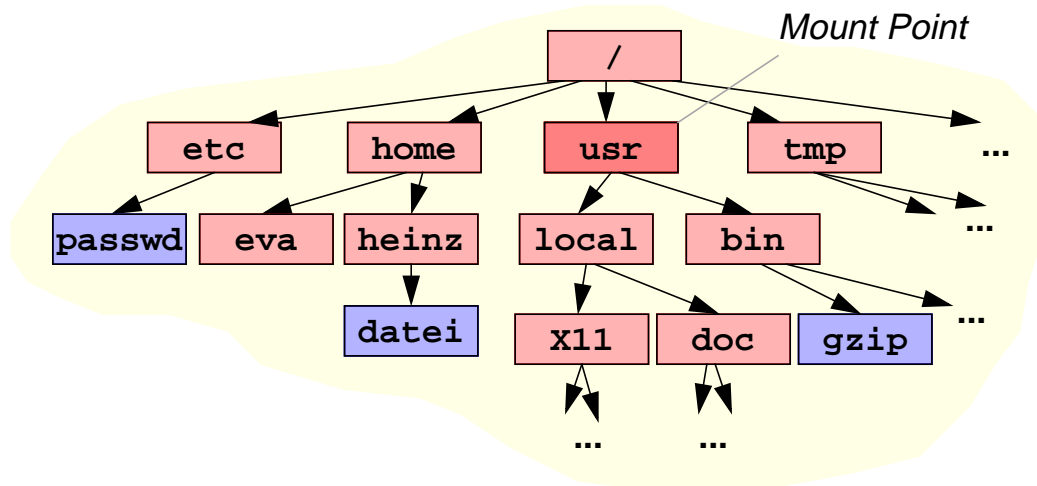 Mount Point
/
etc home usr tmp ...
passwd eva heinz local bin ...
datei X11 doc gzip ...
... ...